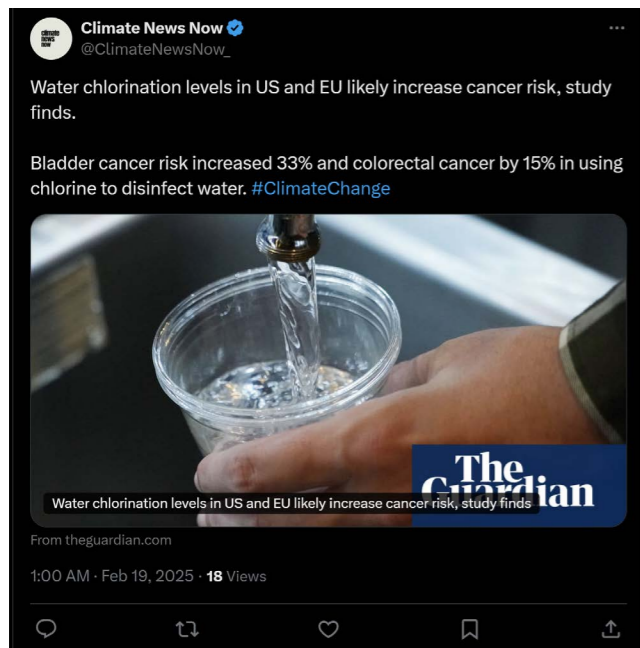 climate
news
now
Climate News Now
@ClimateNewsNow_
Water chlorination levels in US and EU likely increase cancer risk, study
finds.
Bladder cancer risk increased 33% and colorectal cancer by 15% in using
chlorine to disinfect water. #ClimateChange
The
Guardian
Water chlorination levels in US and EU likely increase cancer risk, study finds
From theguardian.com
1:00 AM · Feb 19, 2025 · 18 Views